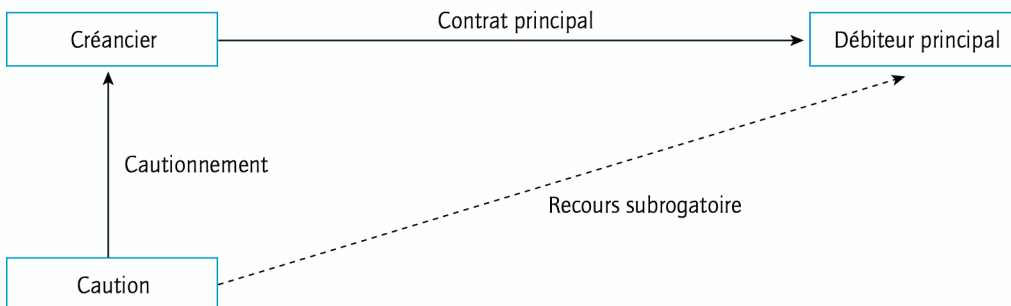 Contrat principal
Créancier
Débiteur principal
Cautionnement
Recours subrogatoire
Caution